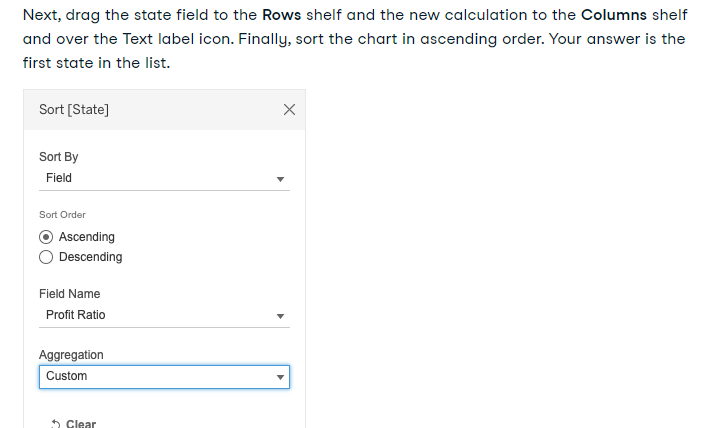 Next, drag the state field to the Rows shelf and the new calculation to the Columns shelf
and over the Text label icon. Finally, sort the chart in ascending order. Your answer is the
first state in the list.
Sort [State]
Sort By
Field
Sort Order
Ascending
Descending
Field Name
Profit Ratio
Aggregation
Custom
Clear